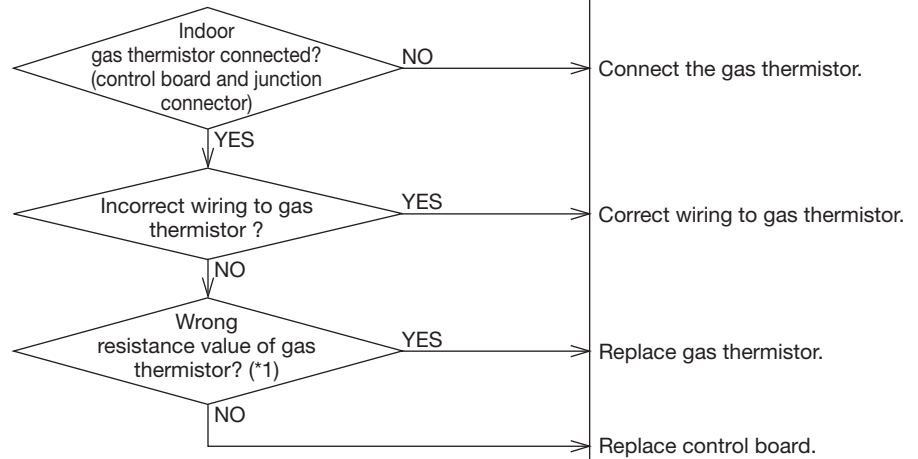 Indoor
gas thermistor connected?
(control board and junction
connector)
NO
Connect the gas thermistor.
YES
Incorrect wiring to gas
thermistor ?
YES
Correct wiring to gas thermistor.
NO
Wrong
resistance value of gas
thermistor? (*1)
YES
Replace gas thermistor.
NO
Replace control board.